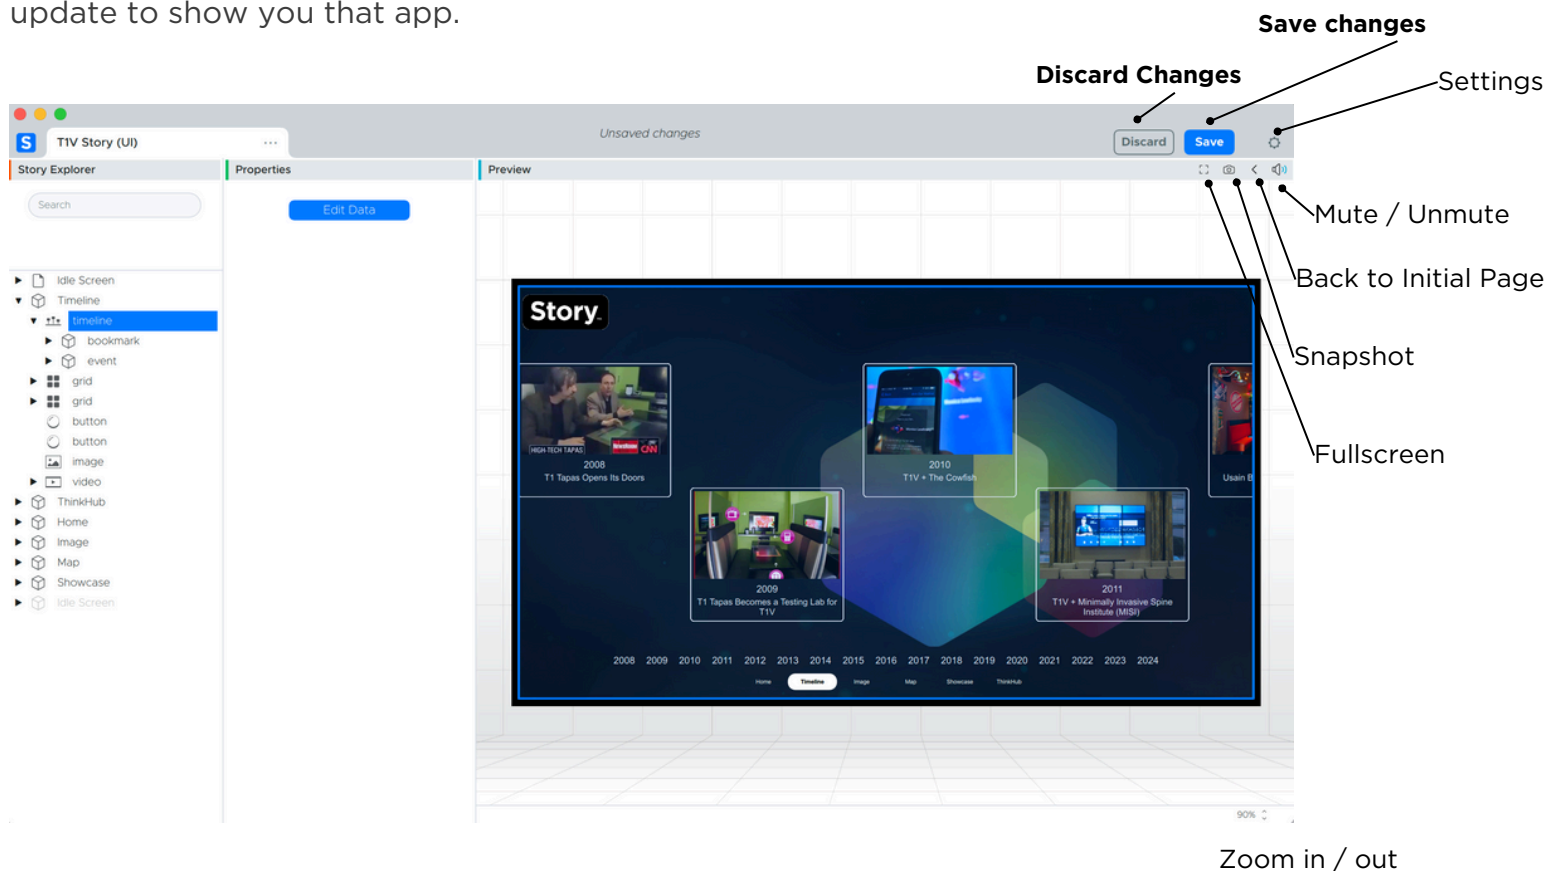 update to show you that app.
Save changes
Discard Changes
Settings
S
T1V Story (UI)
...
Unsaved changes
Discard
Save
Story Explorer
Properties
Preview
Search
Edit Data
Mute / Unmute
Back to Initial Page
Snapshot
Fullscreen
Idle Screen
Timeline
timeline
bookmark
event
grid
grid
button
button
image
video
ThinkHub
Home
Image
Map
Showcase
Idle Screen
Story
HIGH-TECH TAPAS
CNN
2008
T1 Tapas Opens Its Doors
2010
T1V + The Cowfish
Usain B
2009
T1 Tapas Becomes a Testing Lab for
T1V
2011
T1V + Minimally Invasive Spine
Institute (MISI)
2008 2009 2010 2011 2012 2013 2014 2015 2016 2017 2018 2019 2020 2021 2022 2023 2024
Home Timeline Image Map Showcase ThinkHub
90%
Zoom in / out